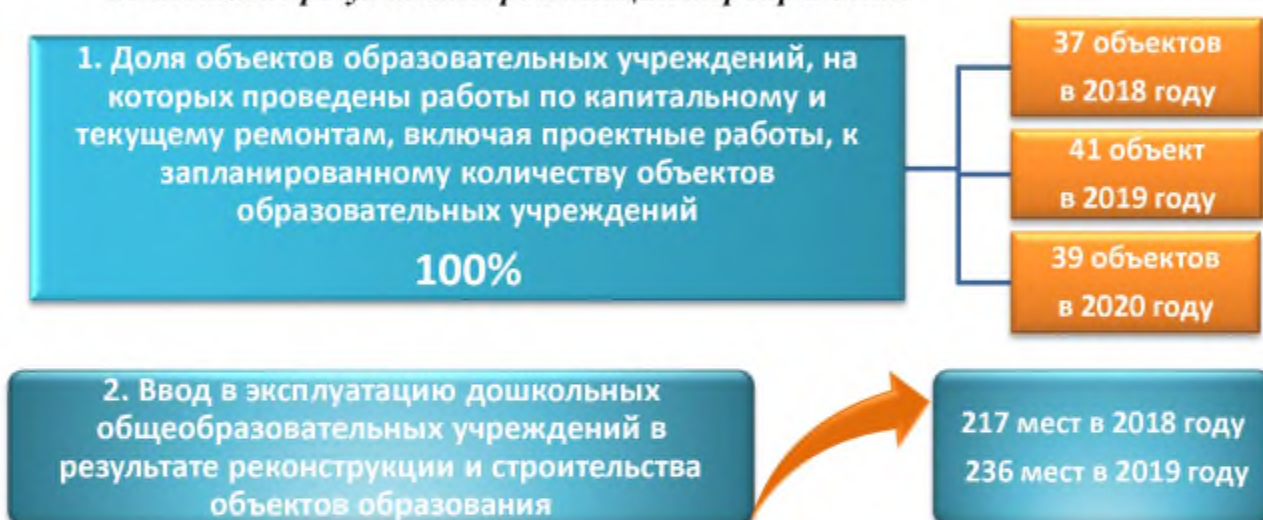 1. Доля объектов образовательных учреждений, на
которых проведены работы по капитальному и
текущему ремонтам, включая проектные работы, к
запланированному количеству объектов
образовательных учреждений
100%
37 объектов
в 2018 году
41 объект
в 2019 году
39 объектов
в 2020 году
2. Ввод в эксплуатацию дошкольных
общеобразовательных учреждений в
результате реконструкции и строительства
объектов образования
217 мест в 2018 году
236 мест в 2019 году